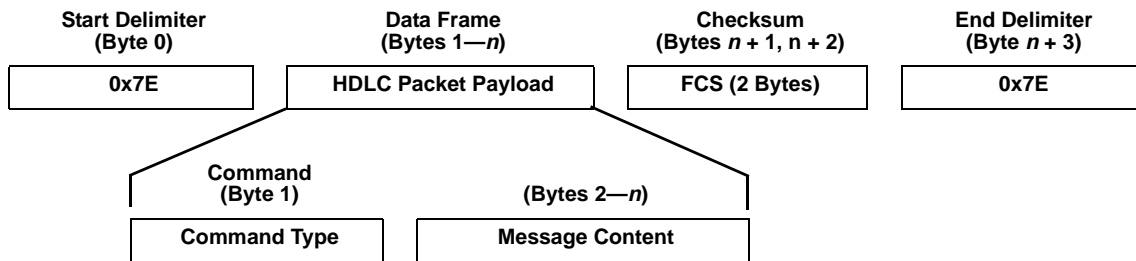 Start Delimiter
(Byte 0)
Data Frame
(Bytes 1—n)
Checksum
(Bytes n + 1, n + 2)
End Delimiter
(Byte n + 3)
0x7E
HDLC Packet Payload
FCS (2 Bytes)
0x7E
Command
(Byte 1)
(Bytes 2—n)
Command Type
Message Content